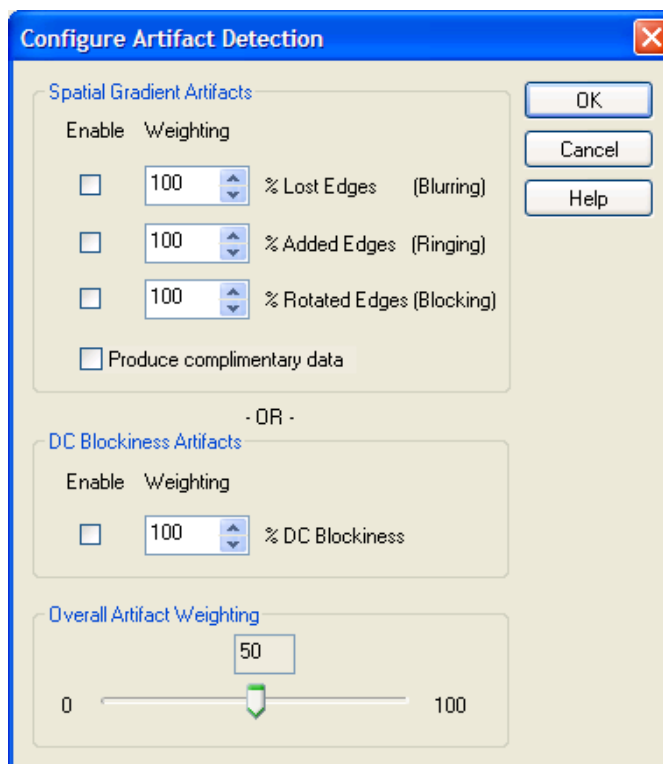 Configure Artifact Detection
Spatial Gradient Artifacts
OK
Enable Weighting
Cancel
100 % Lost Edges (Blurring)
Help
100 % Added Edges (Ringing)
100 % Rotated Edges (Blocking)
Produce complimentary data
- OR -
DC Blockiness Artifacts
Enable Weighting
100 % DC Blockiness
Overall Artifact Weighting
50
0 100